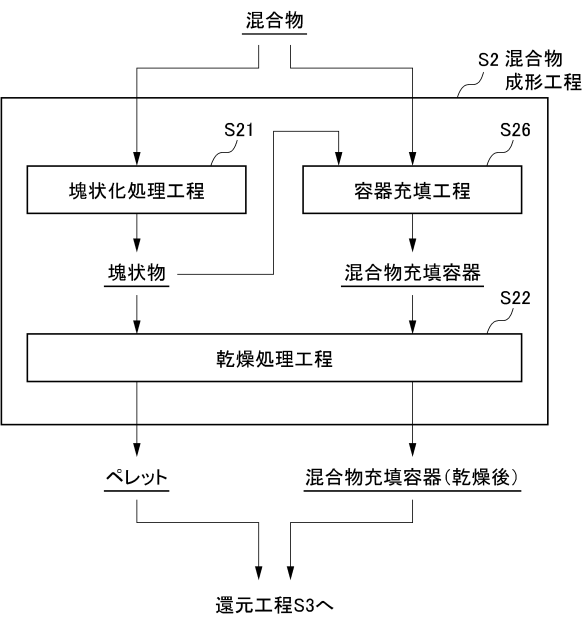 混合物
S2 混合物
成形工程
S21
S26
塊状化処理工程
容器充填工程
塊状物
混合物充填容器
S22
乾燥処理工程
ペレット
混合物充填容器(乾燥後)
還元工程S3へ